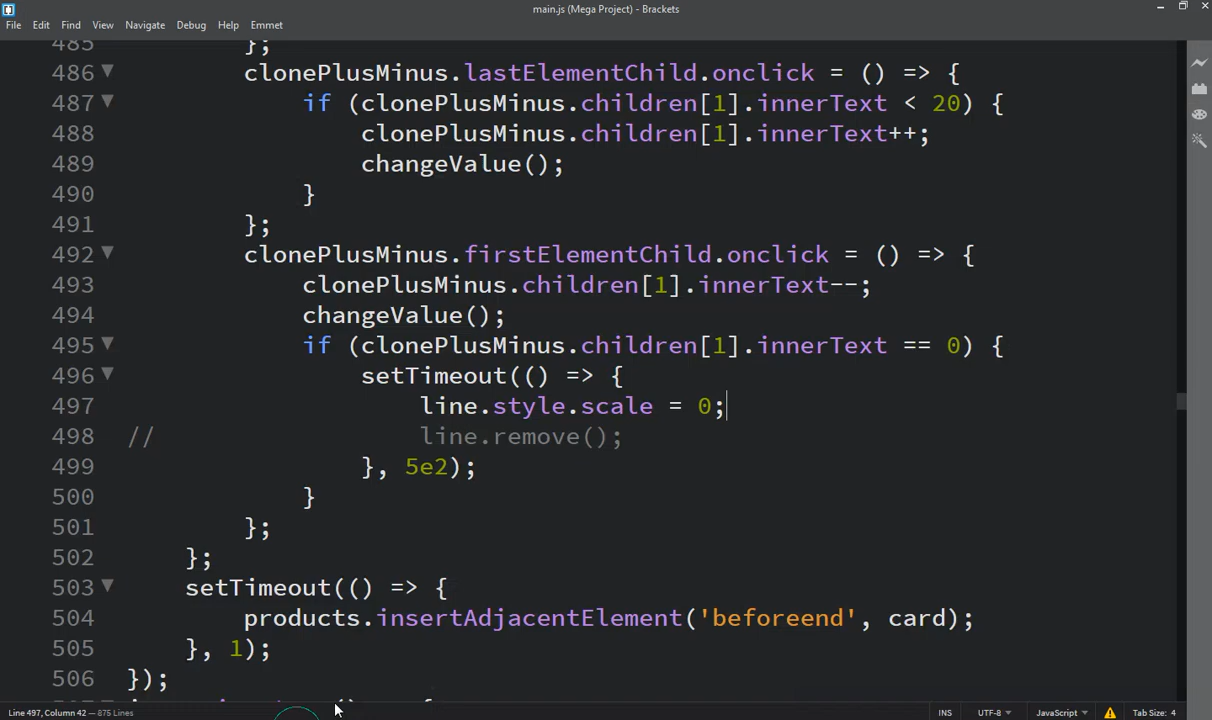 main.js (Mega Project) - Brackets
File Edit Find View Navigate Debug Help Emmet
485 };
486 clonePlusMinus.lastElementChild.onclick = () => {
487 if (clonePlusMinus.children[1].innerText < 20) {
488 clonePlusMinus.children[1].innerText++;
489 changeValue();
490 }
491 };
492 clonePlusMinus.firstElementChild.onclick = () => {
493 clonePlusMinus.children[1].innerText--;
494 changeValue();
495 if (clonePlusMinus.children[1].innerText == 0) {
496 setTimeout(() => {
497 line.style.scale = 0;
498 // line.remove();
499 }, 5e2);
500 }
501 };
502 };
503 setTimeout(() => {
504 products.insertAdjacentElement('beforeend', card);
505 }, 1);
506 });
Line 497, Column 42 — 875 Lines INS UTF-8 JavaScript Tab Size: 4